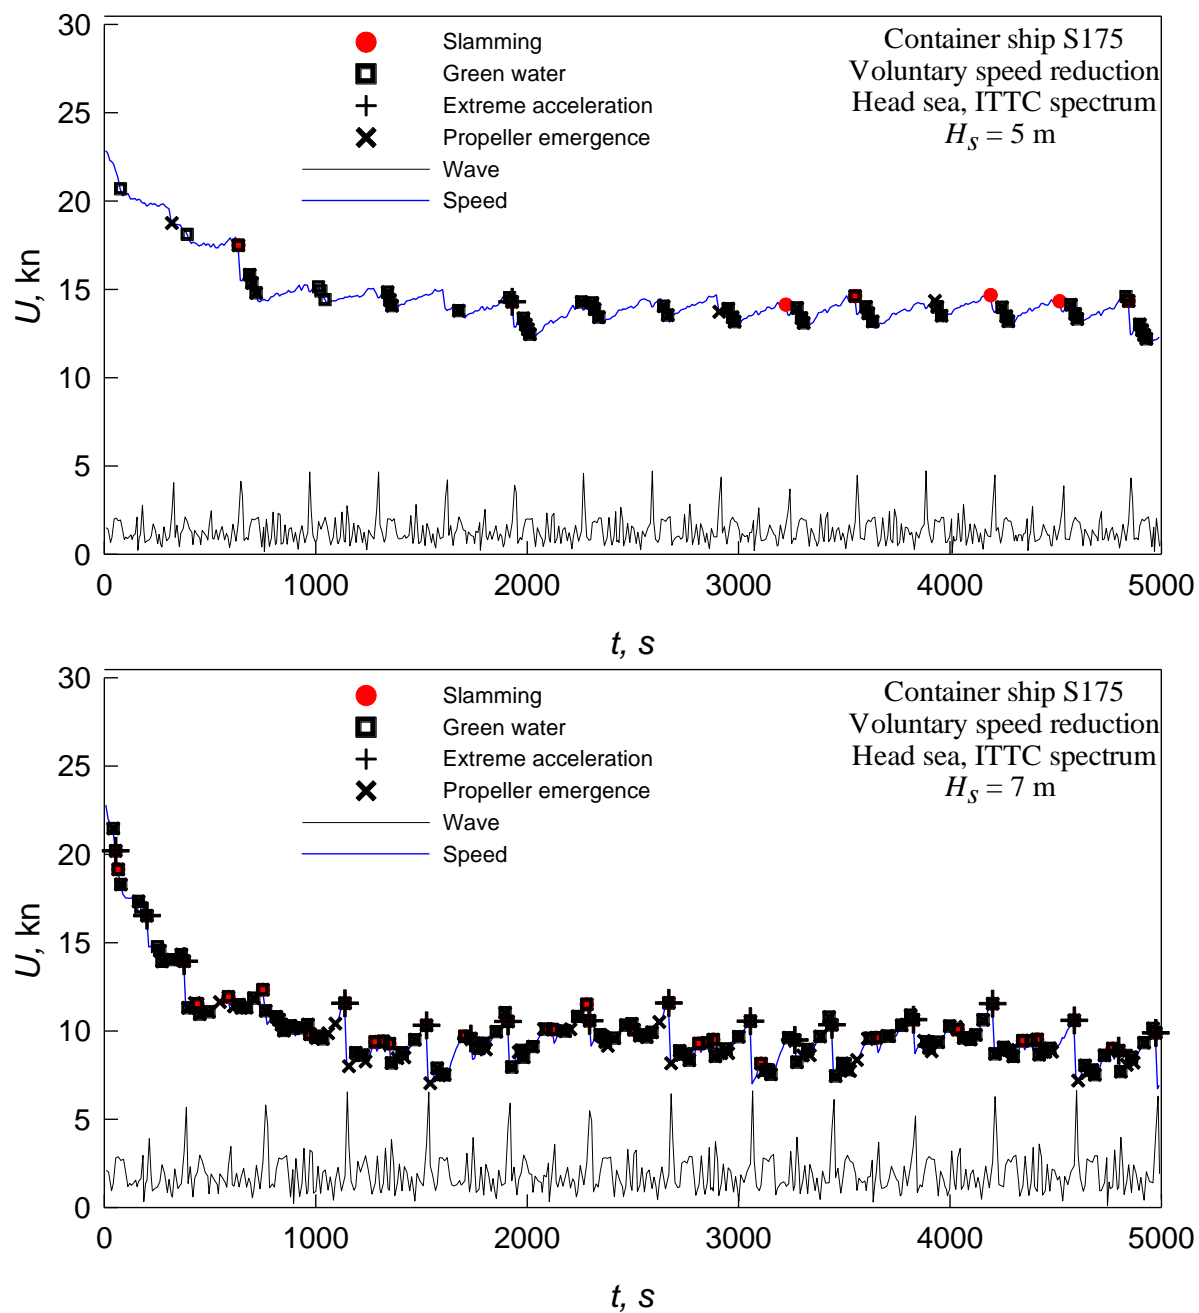 30
25
20
15
10
5
0
U, kn
Slamming
Green water
Extreme acceleration
Propeller emergence
Wave
Speed
Container ship S175
Voluntary speed reduction
Head sea, ITTC spectrum
Hs = 5 m
0 1000 2000 3000 4000 5000
t, s
30
25
20
15
10
5
0
U, kn
Slamming
Green water
Extreme acceleration
Propeller emergence
Wave
Speed
Container ship S175
Voluntary speed reduction
Head sea, ITTC spectrum
Hs = 7 m
0 1000 2000 3000 4000 5000
t, s